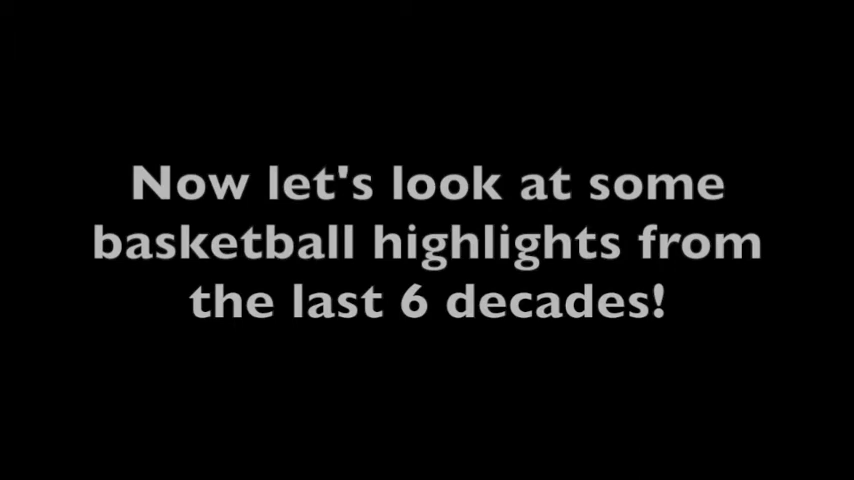 Now let's look at some
basketball highlights from
the last 6 decades!